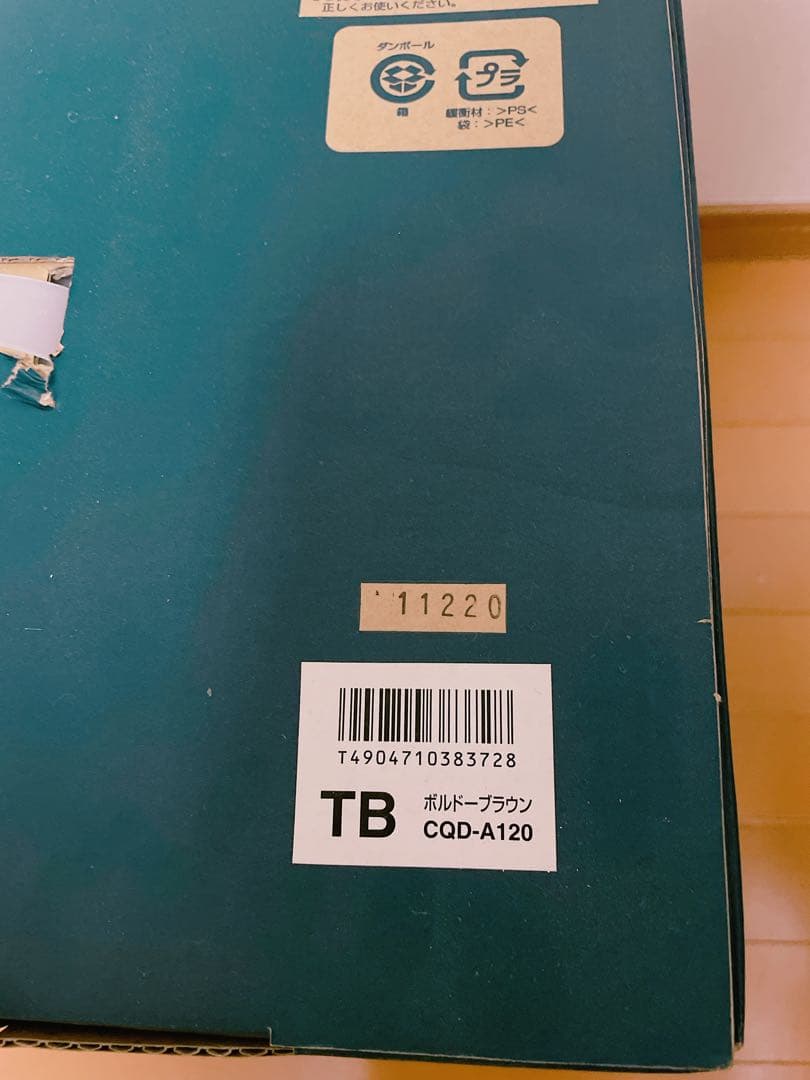 正しくお使いください。
ダンボール
箱
プラ
緩衝材：>PS<
袋：>PE<
11220
T4904710383728
TB
ボルドーブラウン
CQD-A120